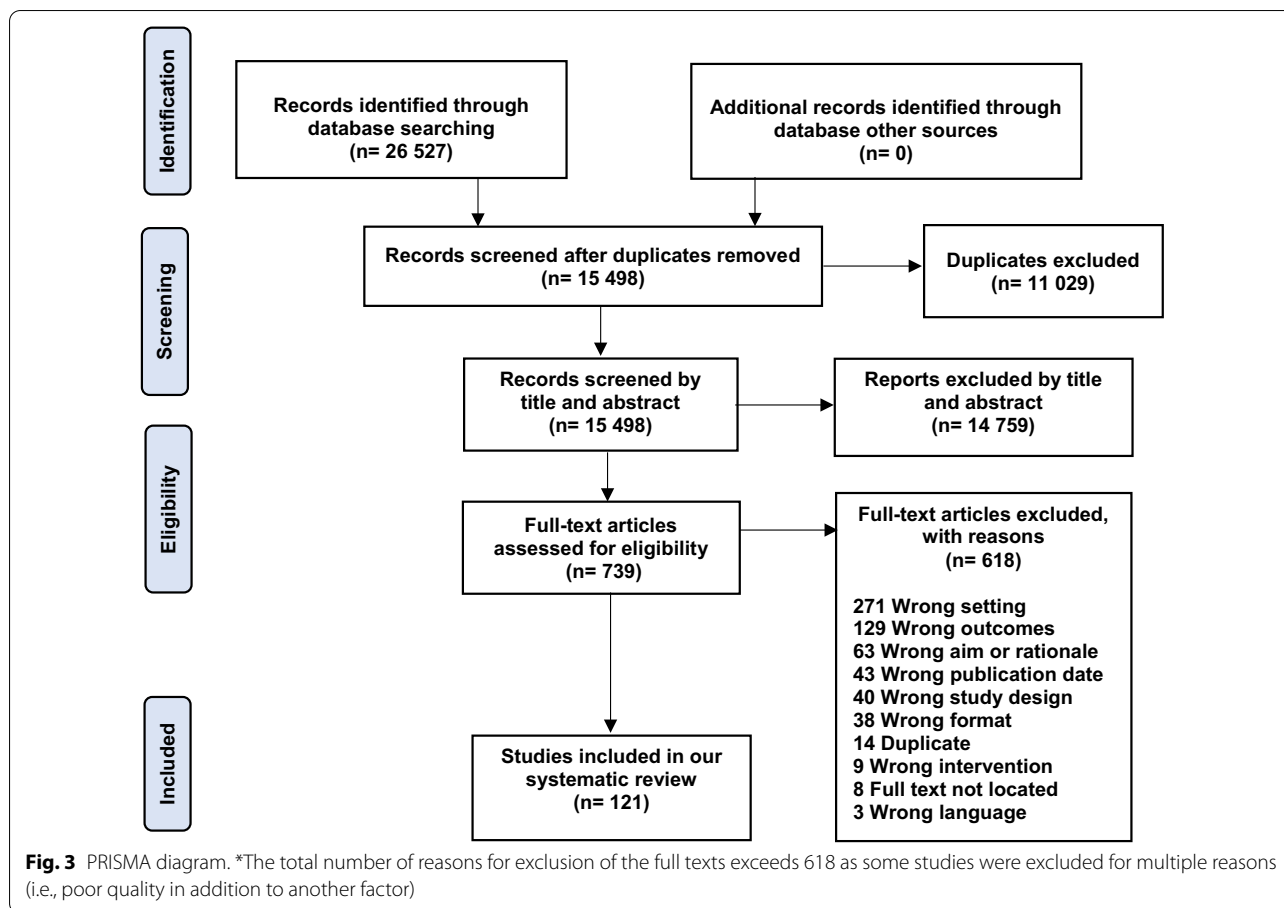 Identification
Records identified through
database searching
(n= 26 527)
Additional records identified through
database other sources
(n= 0)
Screening
Records screened after duplicates removed
(n= 15 498)
Duplicates excluded
(n= 11 029)
Records screened by
title and abstract
(n= 15 498)
Reports excluded by title
and abstract
(n= 14 759)
Eligibility
Full-text articles
assessed for eligibility
(n= 739)
Full-text articles excluded,
with reasons
(n= 618)
271 Wrong setting
129 Wrong outcomes
63 Wrong aim or rationale
43 Wrong publication date
40 Wrong study design
38 Wrong format
14 Duplicate
9 Wrong intervention
8 Full text not located
3 Wrong language
Included
Studies included in our
systematic review
(n= 121)
Fig. 3 PRISMA diagram. *The total number of reasons for exclusion of the full texts exceeds 618 as some studies were excluded for multiple reasons
(i.e., poor quality in addition to another factor)